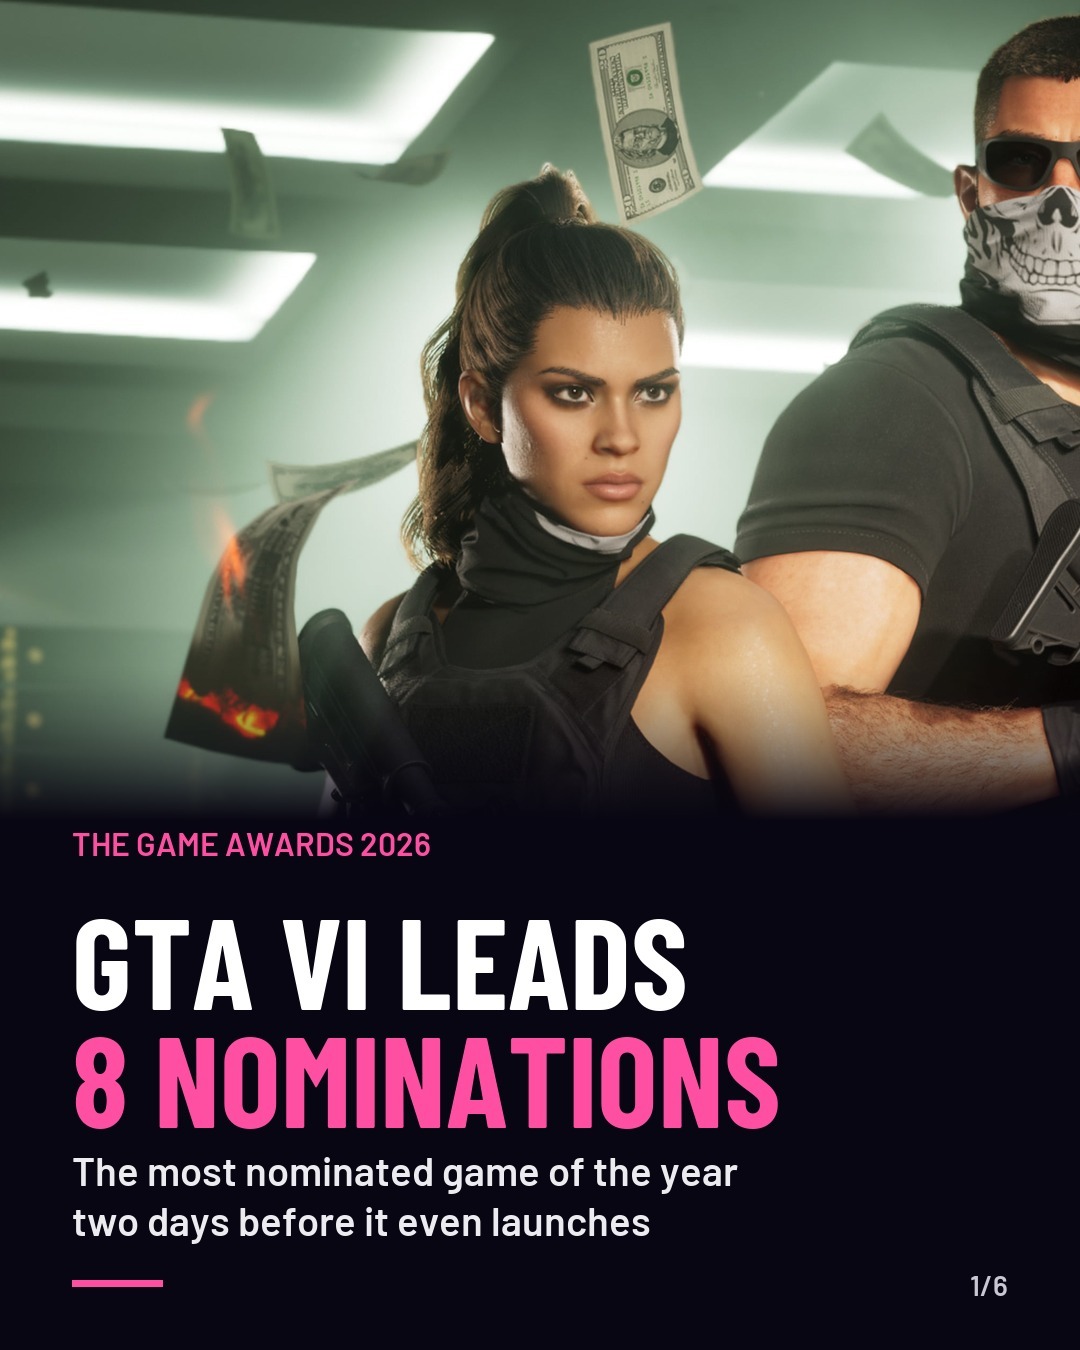 THE GAME AWARDS 2026
GTA VI LEADS
8 NOMINATIONS
The most nominated game of the year
two days before it even launches
1/6